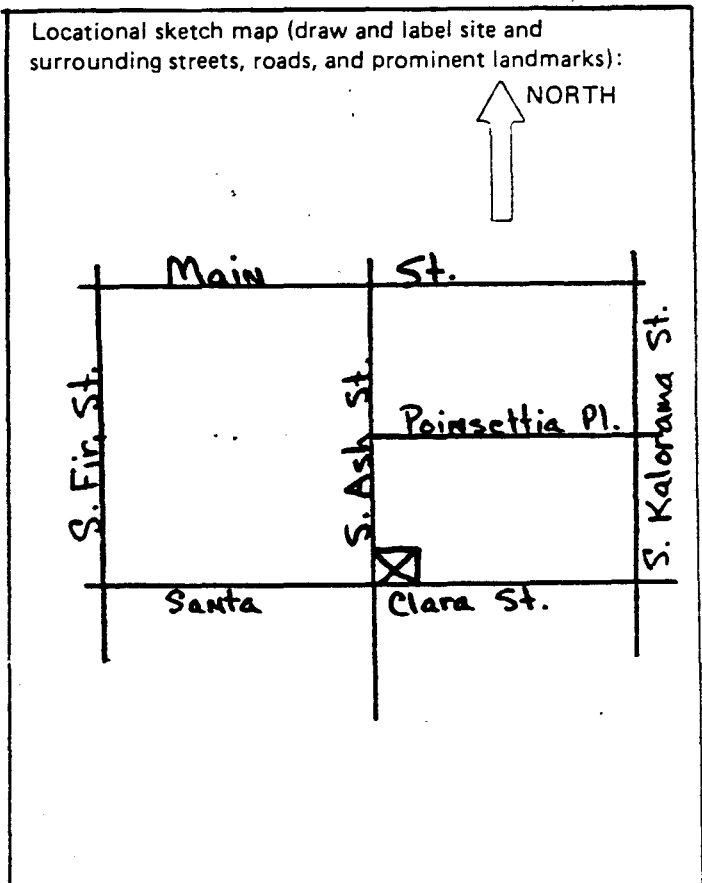 Locational sketch map (draw and label site and
surrounding streets, roads, and prominent landmarks):
NORTH
Main St.
S. Fir St.
S. Ash St.
Poinsettia Pl.
S. Kalorama St.
Santa Clara St.